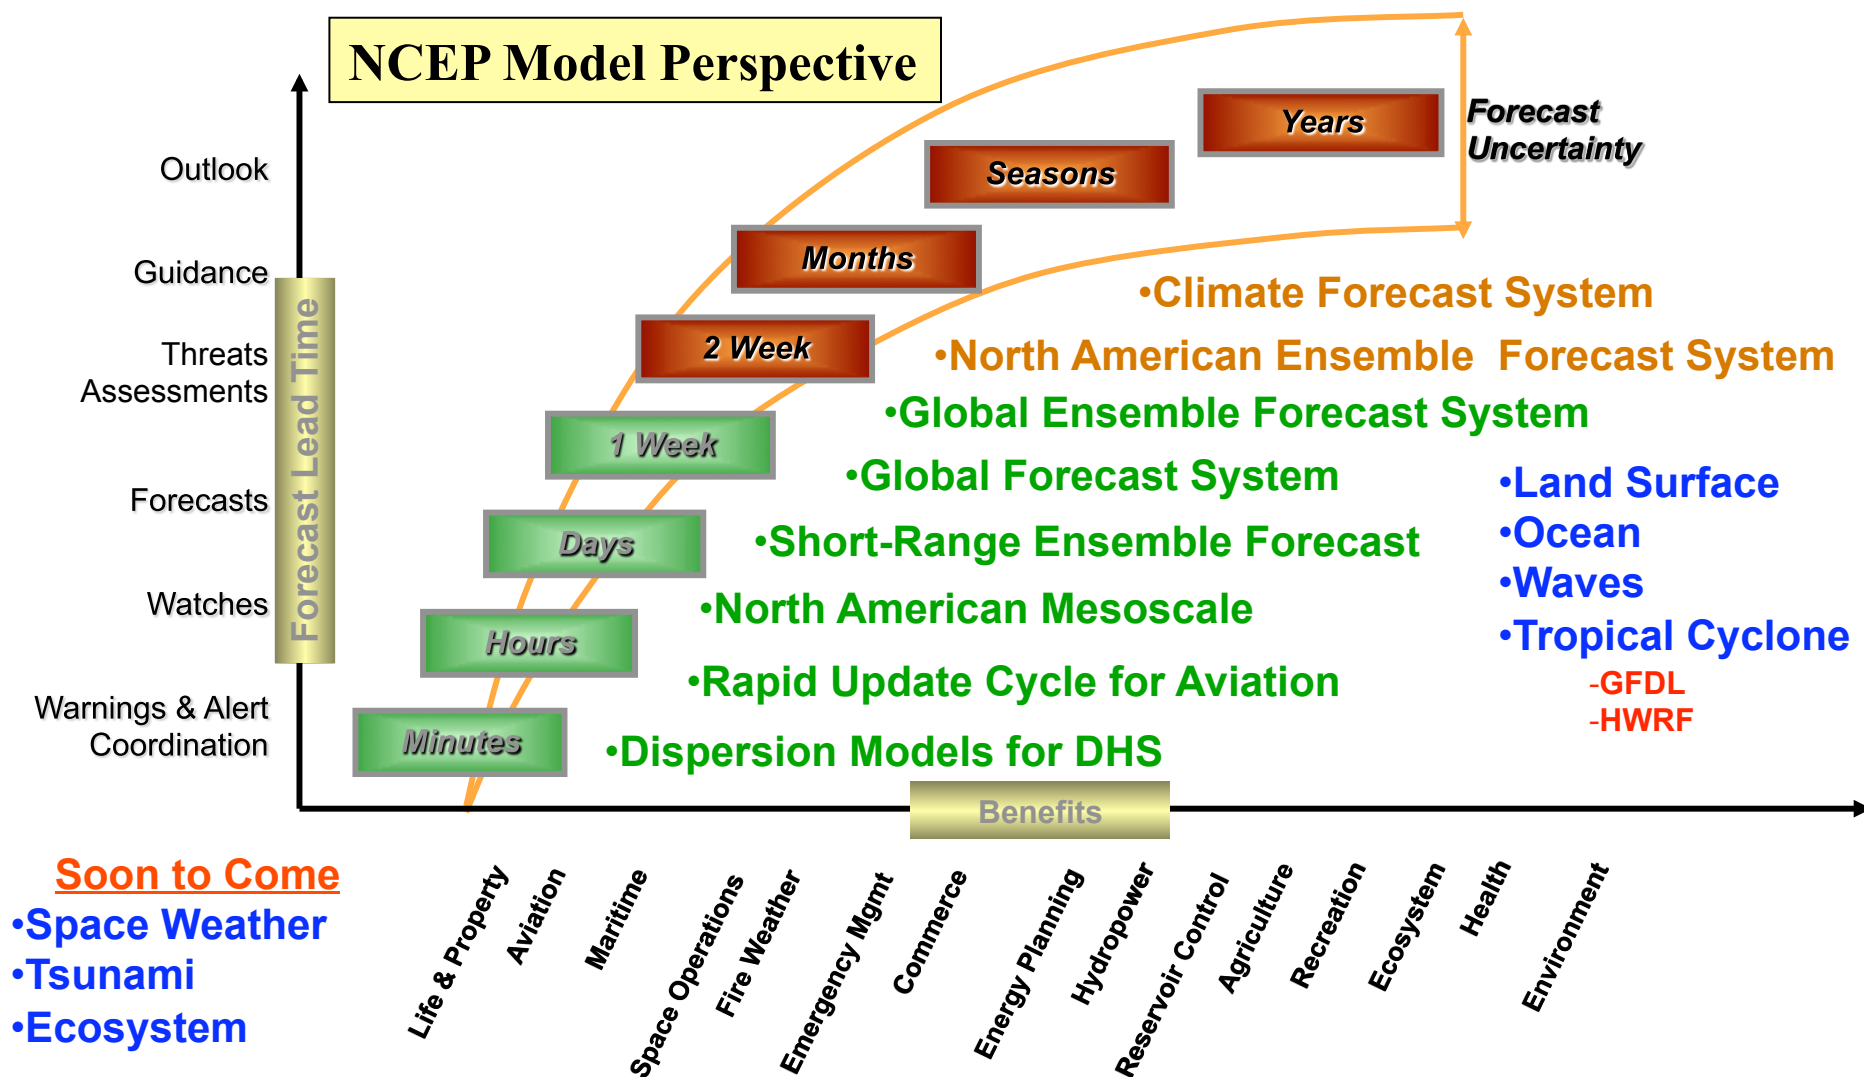 NCEP Model Perspective
Outlook
Guidance
Threats
Assessments
Forecasts
Watches
Warnings & Alert
Coordination
Forecast Lead Time
Years
Seasons
Months
2 Week
1 Week
Days
Hours
Minutes
Forecast
Uncertainty
•Climate Forecast System
•North American Ensemble Forecast System
•Global Ensemble Forecast System
•Global Forecast System
•Short-Range Ensemble Forecast
•North American Mesoscale
•Rapid Update Cycle for Aviation
•Dispersion Models for DHS
•Land Surface
•Ocean
•Waves
•Tropical Cyclone
-GFDL
-HWRF
Benefits
Life & Property
Aviation
Maritime
Space Operations
Fire Weather
Emergency Mgmt
Commerce
Energy Planning
Hydropower
Reservoir Control
Agriculture
Recreation
Ecosystem
Health
Environment
Soon to Come
•Space Weather
•Tsunami
•Ecosystem